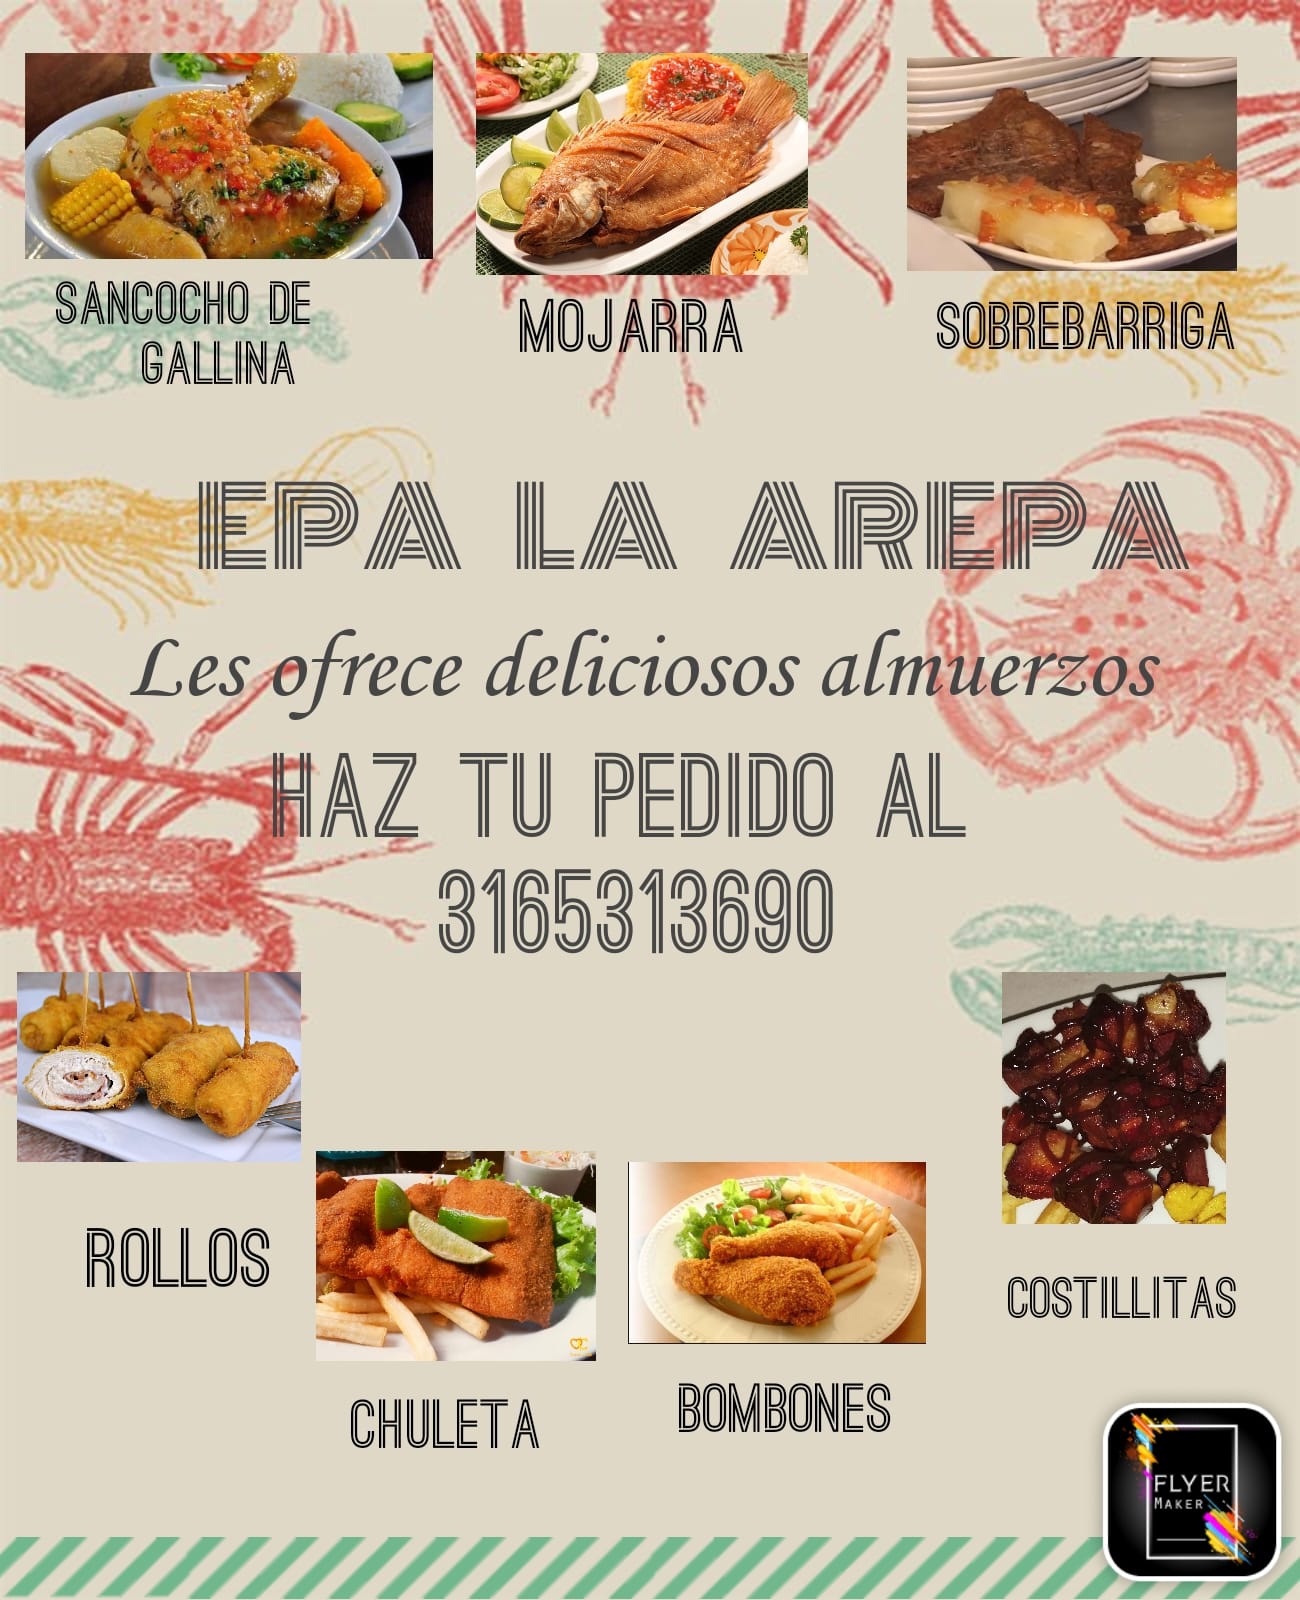 SANCOCHO DE
GALLINA
MOJARRA
SOBREBARRIGA
EPA LA AREPA
Les ofrece deliciosos almuerzos
HAZ TU PEDIDO AL
3165313690
ROLLOS
CHULETA
BOMBONES
COSTILLITAS
FLYER
MAKER